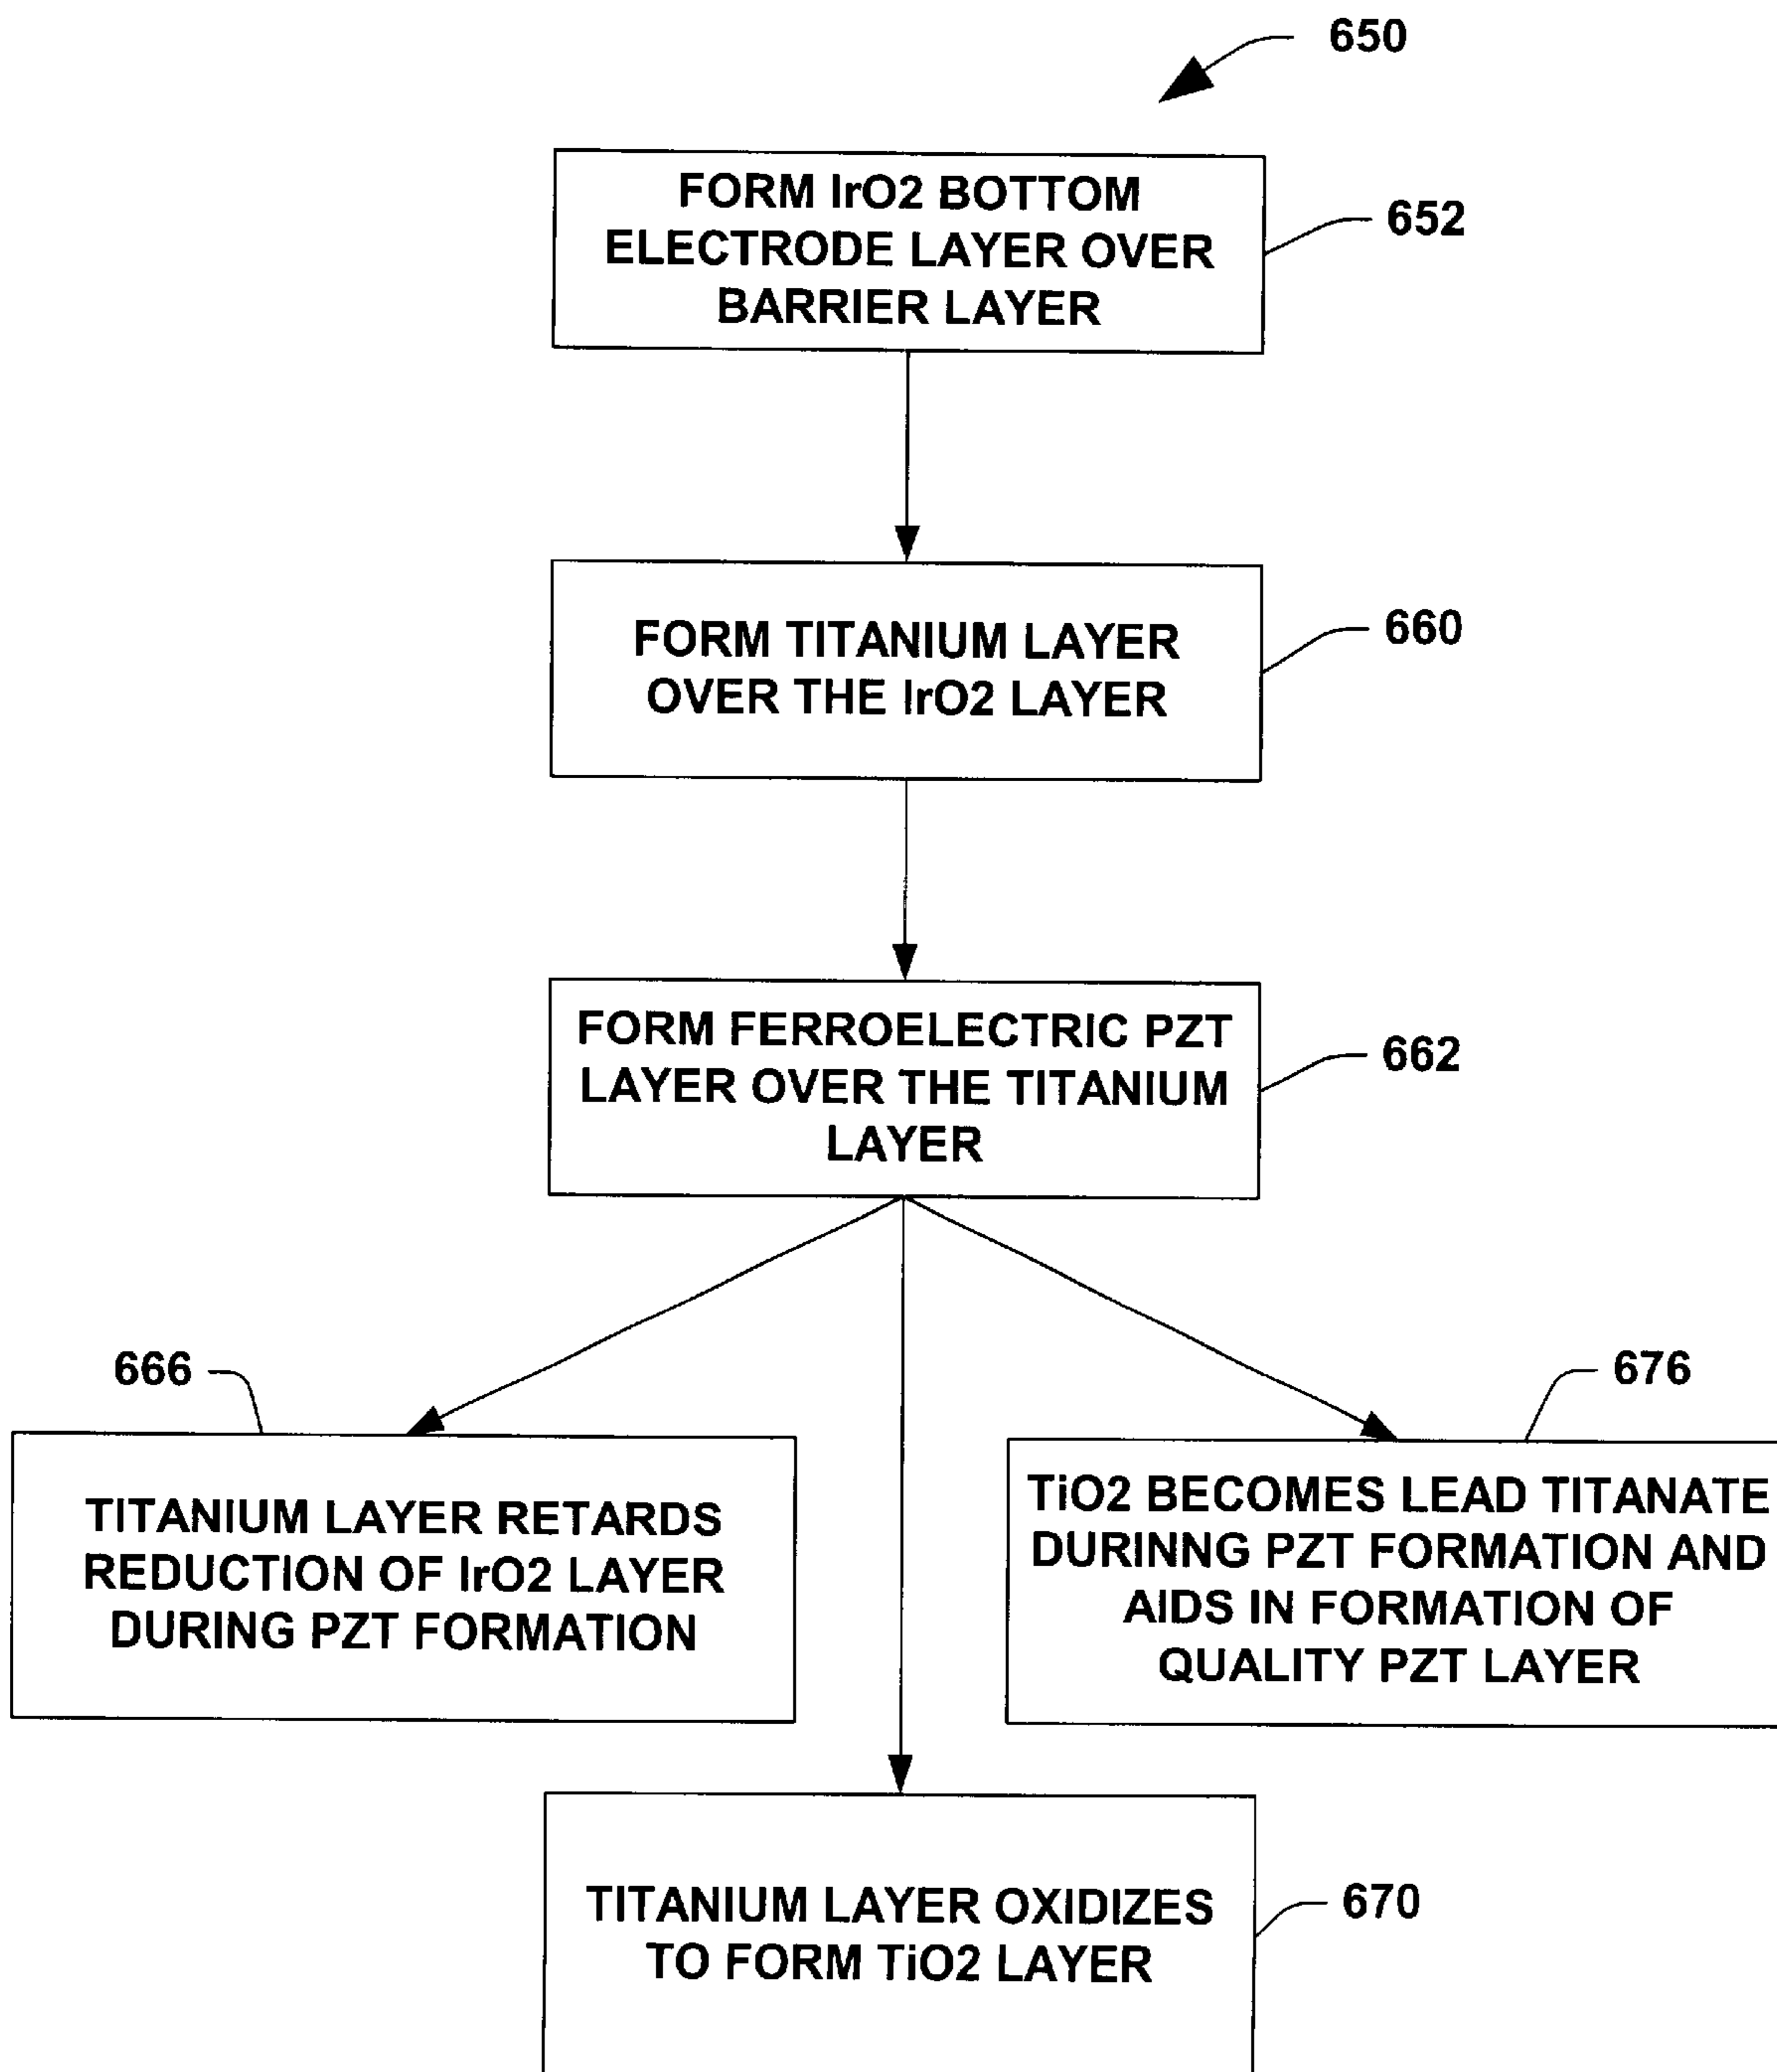 650
FORM IrO2 BOTTOM
ELECTRODE LAYER OVER
BARRIER LAYER
652
FORM TITANIUM LAYER
OVER THE IrO2 LAYER
660
FORM FERROELECTRIC PZT
LAYER OVER THE TITANIUM
LAYER
662
666
TITANIUM LAYER RETARDS
REDUCTION OF IrO2 LAYER
DURING PZT FORMATION
676
TiO2 BECOMES LEAD TITANATE
DURINNG PZT FORMATION AND
AIDS IN FORMATION OF
QUALITY PZT LAYER
TITANIUM LAYER OXIDIZES
TO FORM TiO2 LAYER
670